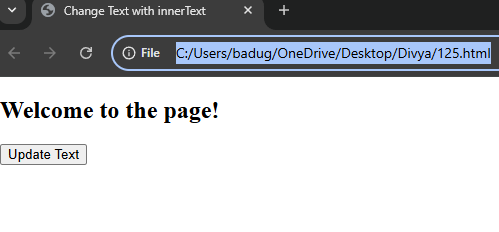 Change Text with innerText
File C:/Users/badug/OneDrive/Desktop/Divya/125.html
Welcome to the page!
Update Text